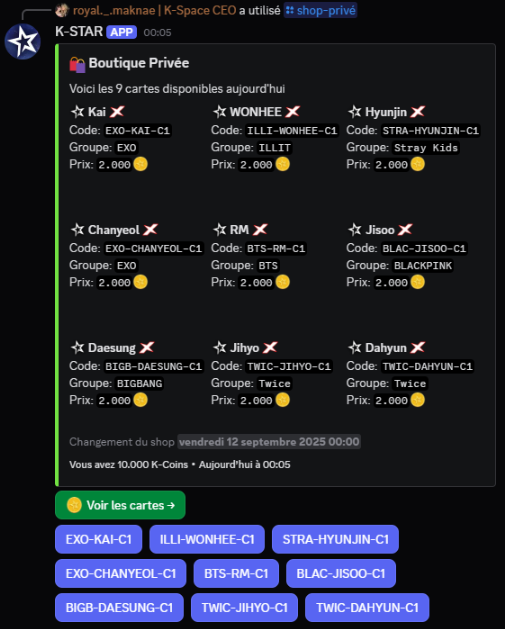 royal._.maknae | K-Space CEO a utilisé shop-privé
K-STAR APP 00:05
Boutique Privée
Voici les 9 cartes disponibles aujourd'hui
Kai WONHEE Hyunjin
Code: EXO-KAI-C1 Code: ILLI-WONHEE-C1 Code: STRA-HYUNJIN-C1
Groupe: EXO Groupe: ILLIT Groupe: Stray Kids
Prix: 2.000 Prix: 2.000 Prix: 2.000
Chanyeol RM Jisoo
Code: EXO-CHANYEOL-C1 Code: BTS-RM-C1 Code: BLAC-JISOO-C1
Groupe: EXO Groupe: BTS Groupe: BLACKPINK
Prix: 2.000 Prix: 2.000 Prix: 2.000
Daesung Jihyo Dahyun
Code: BIGB-DAESUNG-C1 Code: TWIC-JIHYO-C1 Code: TWIC-DAHYUN-C1
Groupe: BIGBANG Groupe: Twice Groupe: Twice
Prix: 2.000 Prix: 2.000 Prix: 2.000
Changement du shop vendredi 12 septembre 2025 00:00
Vous avez 10.000 K-Coins • Aujourd'hui à 00:05
Voir les cartes →
EXO-KAI-C1 ILLI-WONHEE-C1 STRA-HYUNJIN-C1
EXO-CHANYEOL-C1 BTS-RM-C1 BLAC-JISOO-C1
BIGB-DAESUNG-C1 TWIC-JIHYO-C1 TWIC-DAHYUN-C1